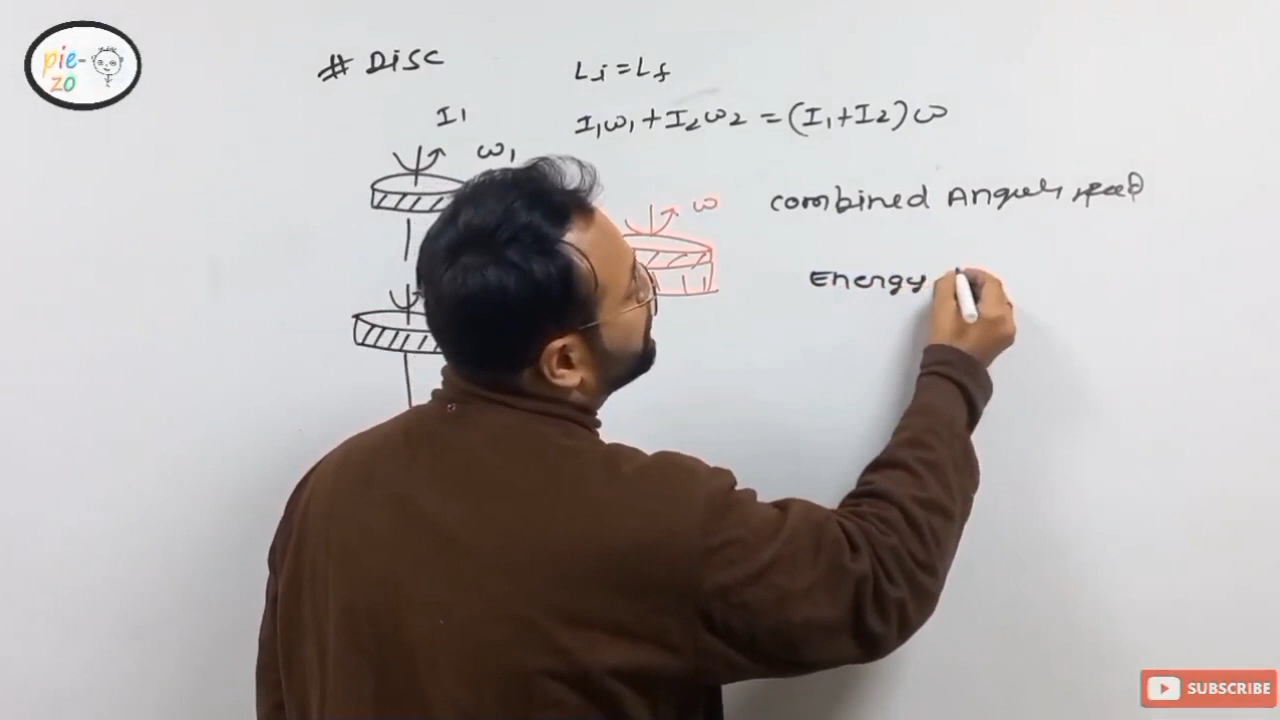 pie-
zo
# DISC
Li = Lf
I1
I1ω1 + I2ω2 = (I1+I2)ω
ω1
combined Angular speed
ω
Energy
SUBSCRIBE